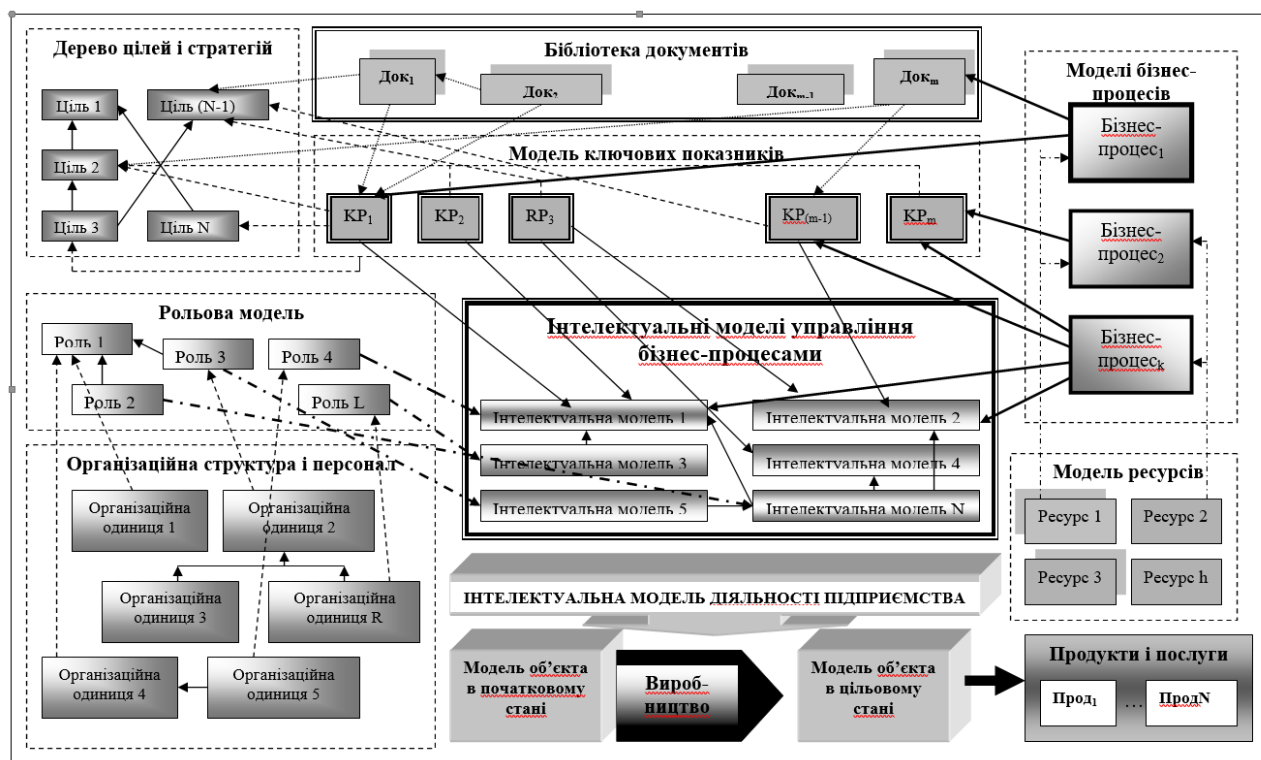 Дерево цілей і стратегій
Ціль 1
Ціль (N-1)
Ціль 2
Ціль 3
Ціль N
Бібліотека документів
Док1
Док2
Докm-1
Докm
Модель ключових показників
KP1
KP2
RP3
KP(m-1)
KPm
Моделі бізнес-
процесів
Бізнес-
процес1
Бізнес-
процес2
Бізнес-
процесk
Рольова модель
Роль 1
Роль 3
Роль 4
Роль 2
Роль L
Інтелектуальні моделі управління
бізнес-процесами
Інтелектуальна модель 1
Інтелектуальна модель 2
Інтелектуальна модель 3
Інтелектуальна модель 4
Інтелектуальна модель 5
Інтелектуальна модель N
Організаційна структура і персонал
Організаційна
одиниця 1
Організаційна
одиниця 2
Організаційна
одиниця 3
Організаційна
одиниця R
Організаційна
одиниця 4
Організаційна
одиниця 5
Модель ресурсів
Ресурс 1
Ресурс 2
Ресурс 3
Ресурс h
ІНТЕЛЕКТУАЛЬНА МОДЕЛЬ ДІЯЛЬНОСТІ ПІДПРИЄМСТВА
Модель об’єкта
в початковому
стані
Вироб-
ництво
Модель об’єкта
в цільовому
стані
Продукти і послуги
Прод1
…
ПродN